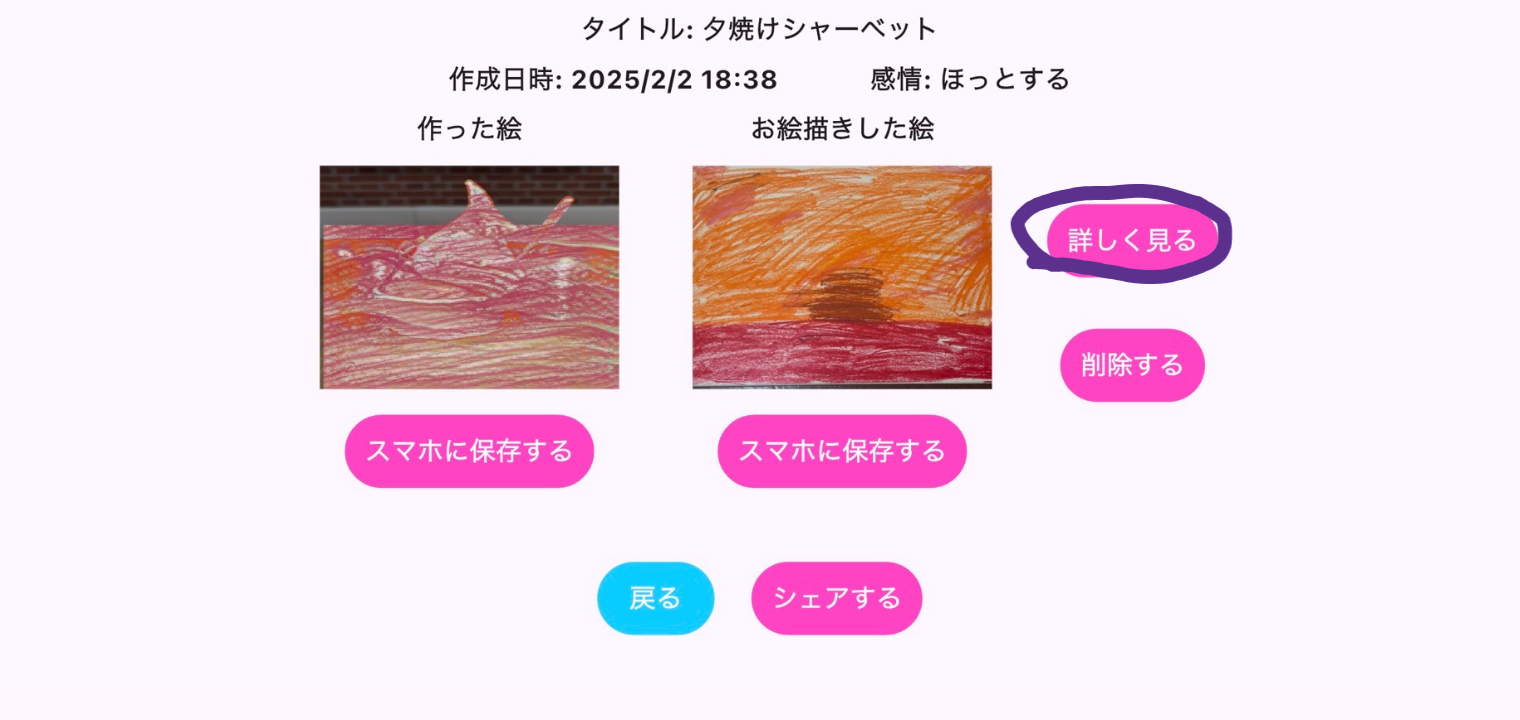 タイトル: 夕焼けシャーベット
作成日時: 2025/2/2 18:38 感情: ほっとする
作った絵 お絵描きした絵
詳しく見る
削除する
スマホに保存する スマホに保存する
戻る シェアする